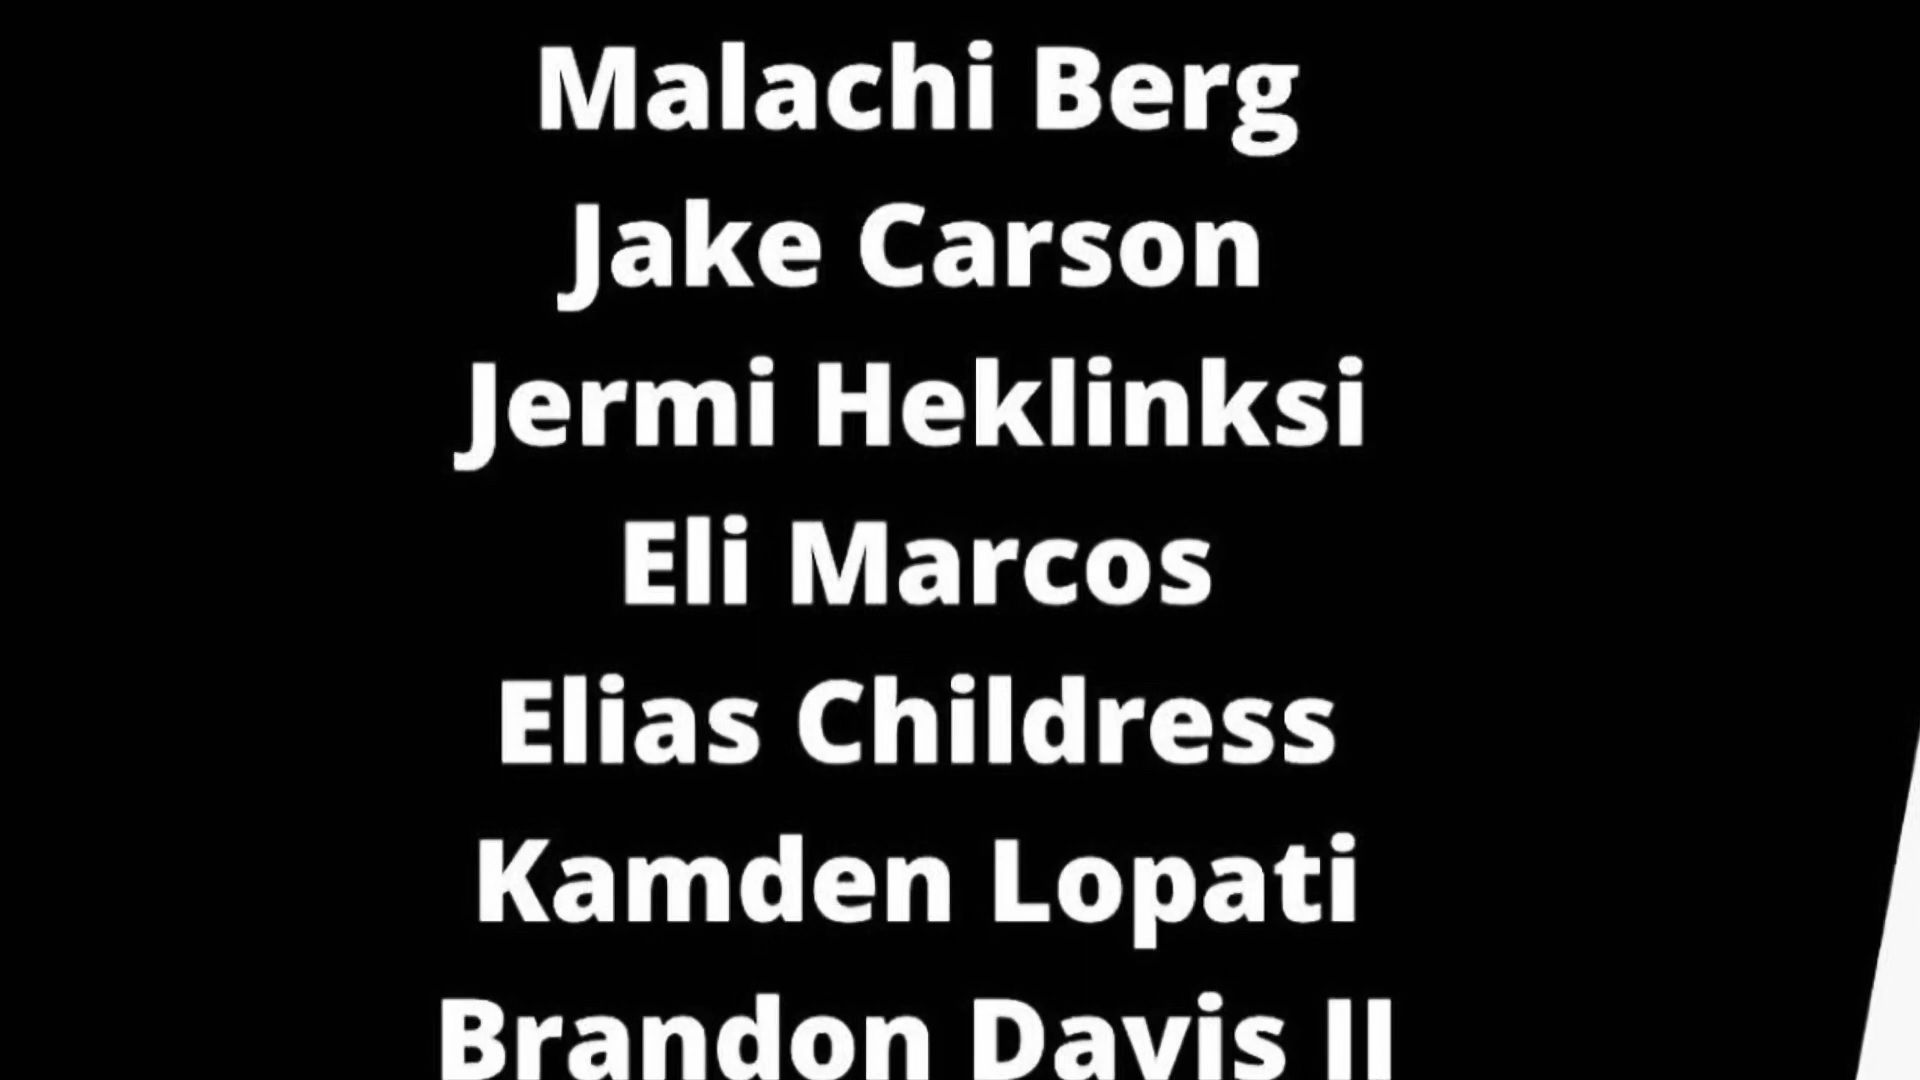 Malachi Berg
Jake Carson
Jermi Heklinksi
Eli Marcos
Elias Childress
Kamden Lopati
Brandon Davis II